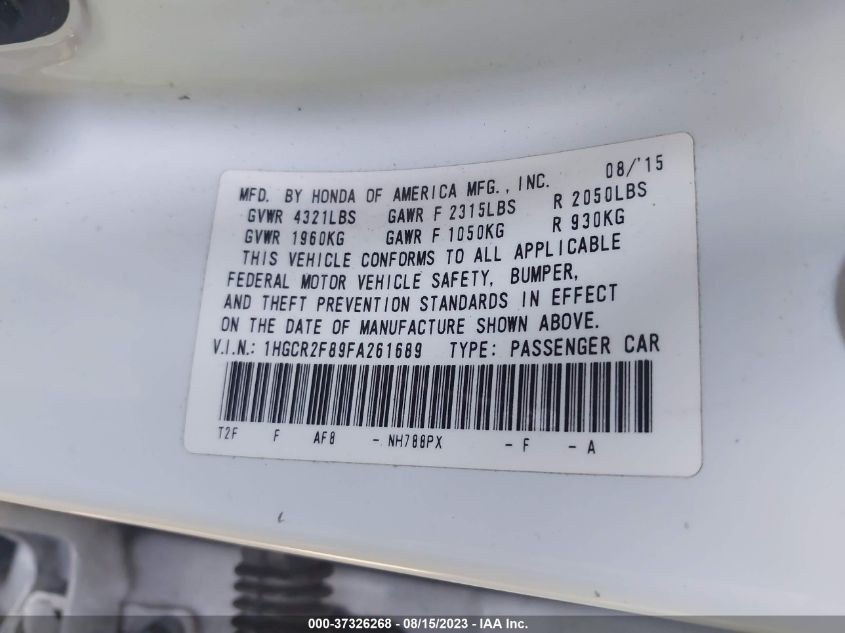 MFD. BY HONDA OF AMERICA MFG., INC. 08/'15
GVWR 4321LBS GAWR F 2315LBS R 2050LBS
GVWR 1960KG GAWR F 1050KG R 930KG
THIS VEHICLE CONFORMS TO ALL APPLICABLE
FEDERAL MOTOR VEHICLE SAFETY, BUMPER,
AND THEFT PREVENTION STANDARDS IN EFFECT
ON THE DATE OF MANUFACTURE SHOWN ABOVE.
V.I.N.: 1HGCR2F89FA261689 TYPE: PASSENGER CAR
T2F F AF8 - NH788PX - F - A
000-37326268 - 08/15/2023 - IAA Inc.